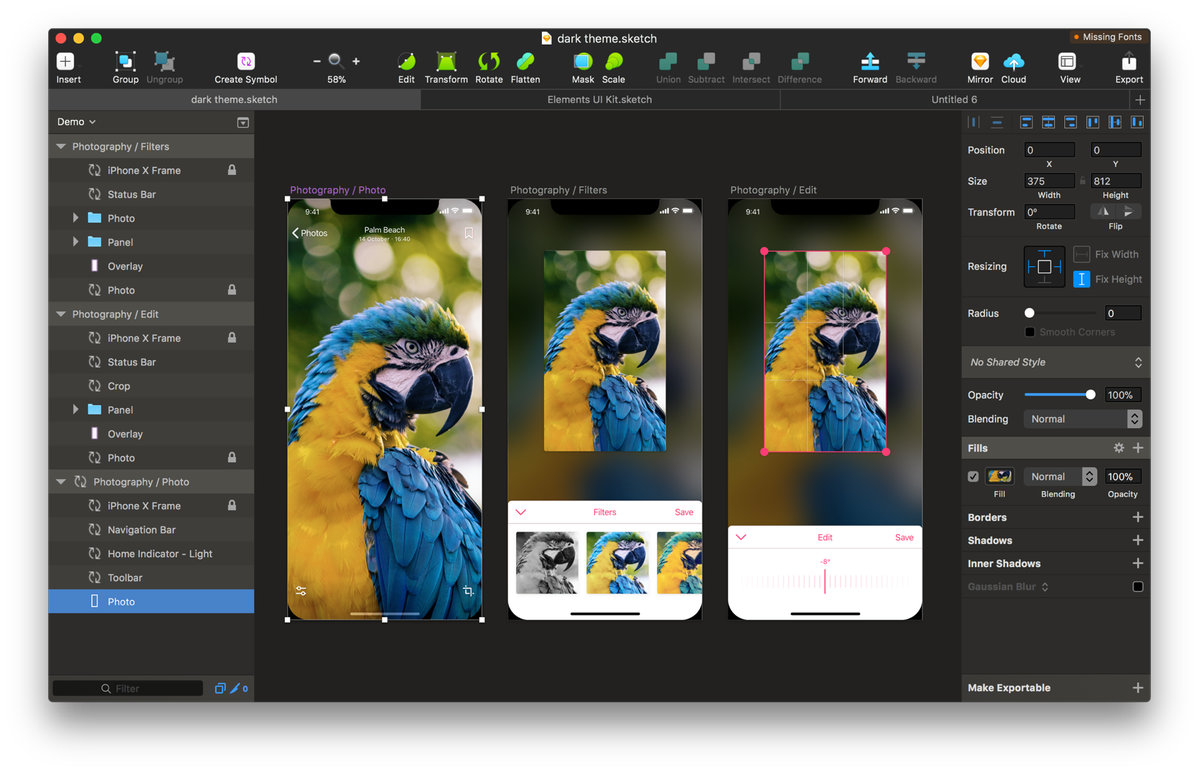 dark theme.sketch
Missing Fonts
Insert
Group
Ungroup
Create Symbol
58%
Edit
Transform
Rotate
Flatten
Mask
Scale
Union
Subtract
Intersect
Difference
Forward
Backward
Mirror
Cloud
View
Export
dark theme.sketch
Elements UI Kit.sketch
Untitled 6
Demo
Photography / Filters
iPhone X Frame
Status Bar
Photo
Panel
Overlay
Photo
Photography / Edit
iPhone X Frame
Status Bar
Crop
Panel
Overlay
Photo
Photography / Photo
iPhone X Frame
Navigation Bar
Home Indicator - Light
Toolbar
Photo
Filter
0
Photography / Photo
9:41
Photos
Palm Beach
14 October · 16:40
Photography / Filters
9:41
Filters
Save
Photography / Edit
9:41
Edit
Save
-8°
Position
0
0
X
Y
Size
375
812
Width
Height
Transform
0°
Rotate
Flip
Resizing
Fix Width
Fix Height
Radius
0
Smooth Corners
No Shared Style
Opacity
100%
Blending
Normal
Fills
Normal
100%
Fill
Blending
Opacity
Borders
Shadows
Inner Shadows
Gaussian Blur
Make Exportable